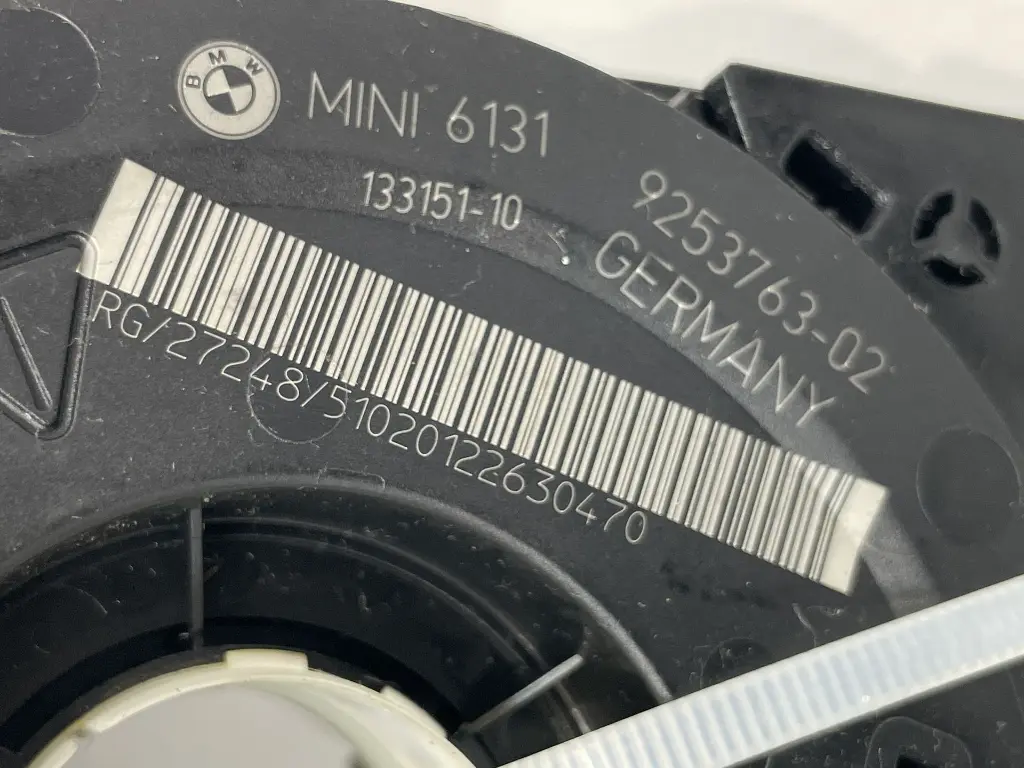 BMW
MINI 6131
9253763-02
133151-10
GERMANY
RG/27248/51020122630470